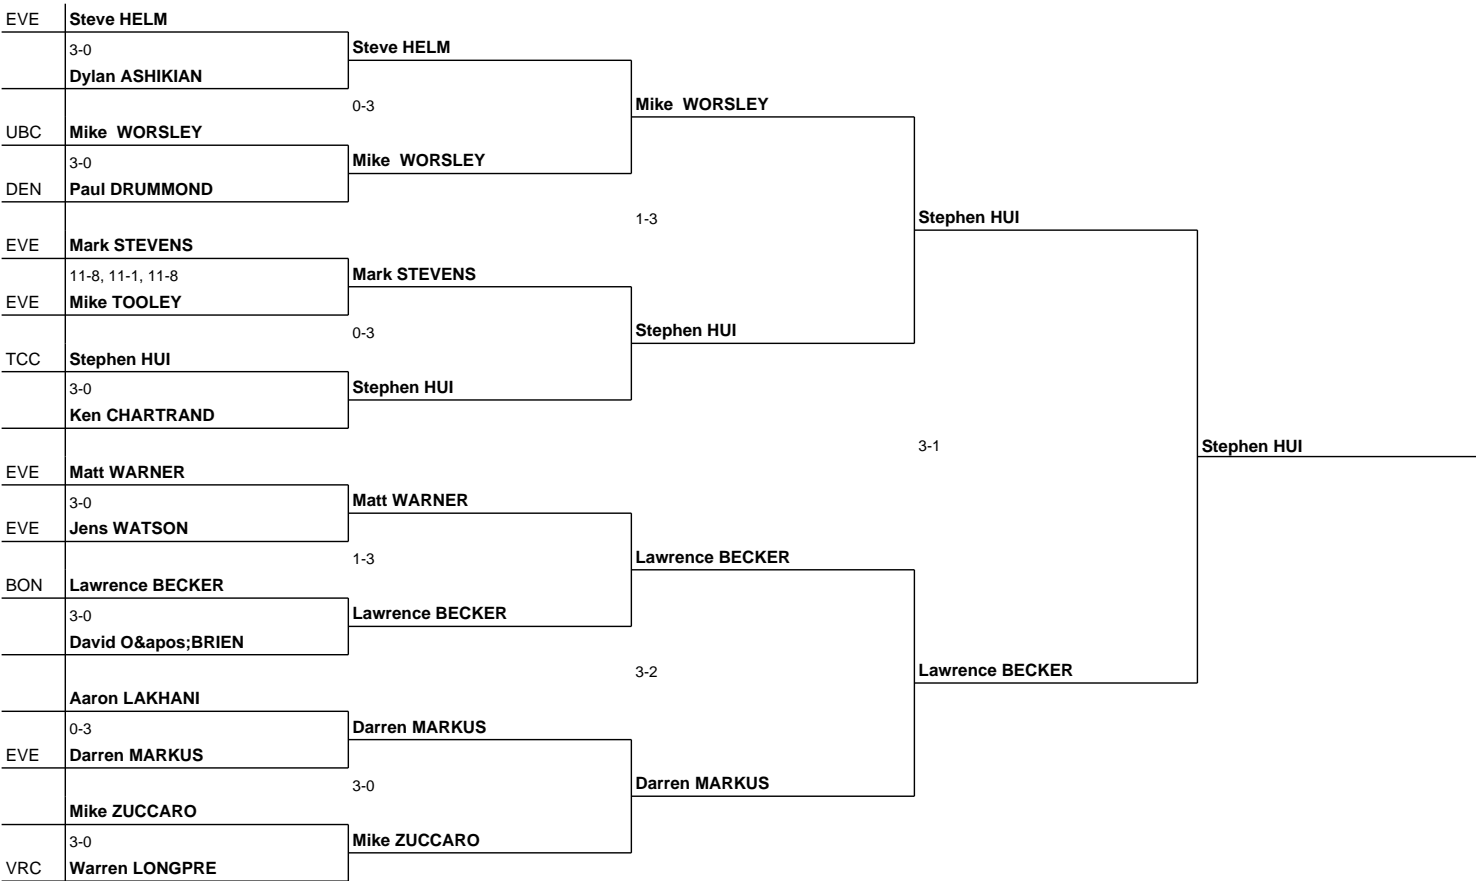 EVE Steve HELM
3-0 Steve HELM
Dylan ASHIKIAN
0-3 Mike  WORSLEY
UBC Mike  WORSLEY
3-0 Mike  WORSLEY
DEN Paul DRUMMOND
1-3 Stephen HUI
EVE Mark STEVENS
11-8, 11-1, 11-8 Mark STEVENS
EVE Mike TOOLEY
0-3 Stephen HUI
TCC Stephen HUI
3-0 Stephen HUI
Ken CHARTRAND
3-1 Stephen HUI
EVE Matt WARNER
3-0 Matt WARNER
EVE Jens WATSON
1-3 Lawrence BECKER
BON Lawrence BECKER
3-0 Lawrence BECKER
David O&apos;BRIEN
3-2 Lawrence BECKER
Aaron LAKHANI
0-3 Darren MARKUS
EVE Darren MARKUS
3-0 Darren MARKUS
Mike ZUCCARO
3-0 Mike ZUCCARO
VRC Warren LONGPRE